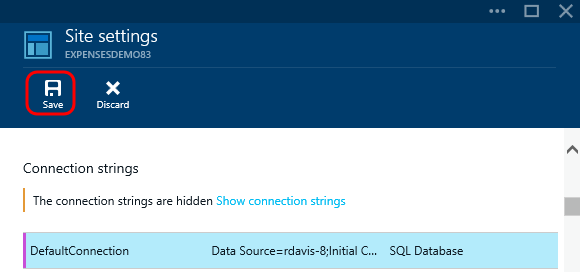 Site settings
EXPENSESDEMO83
Save Discard
Connection strings
The connection strings are hidden Show connection strings
DefaultConnection Data Source=rdavis-8;Initial C... SQL Database